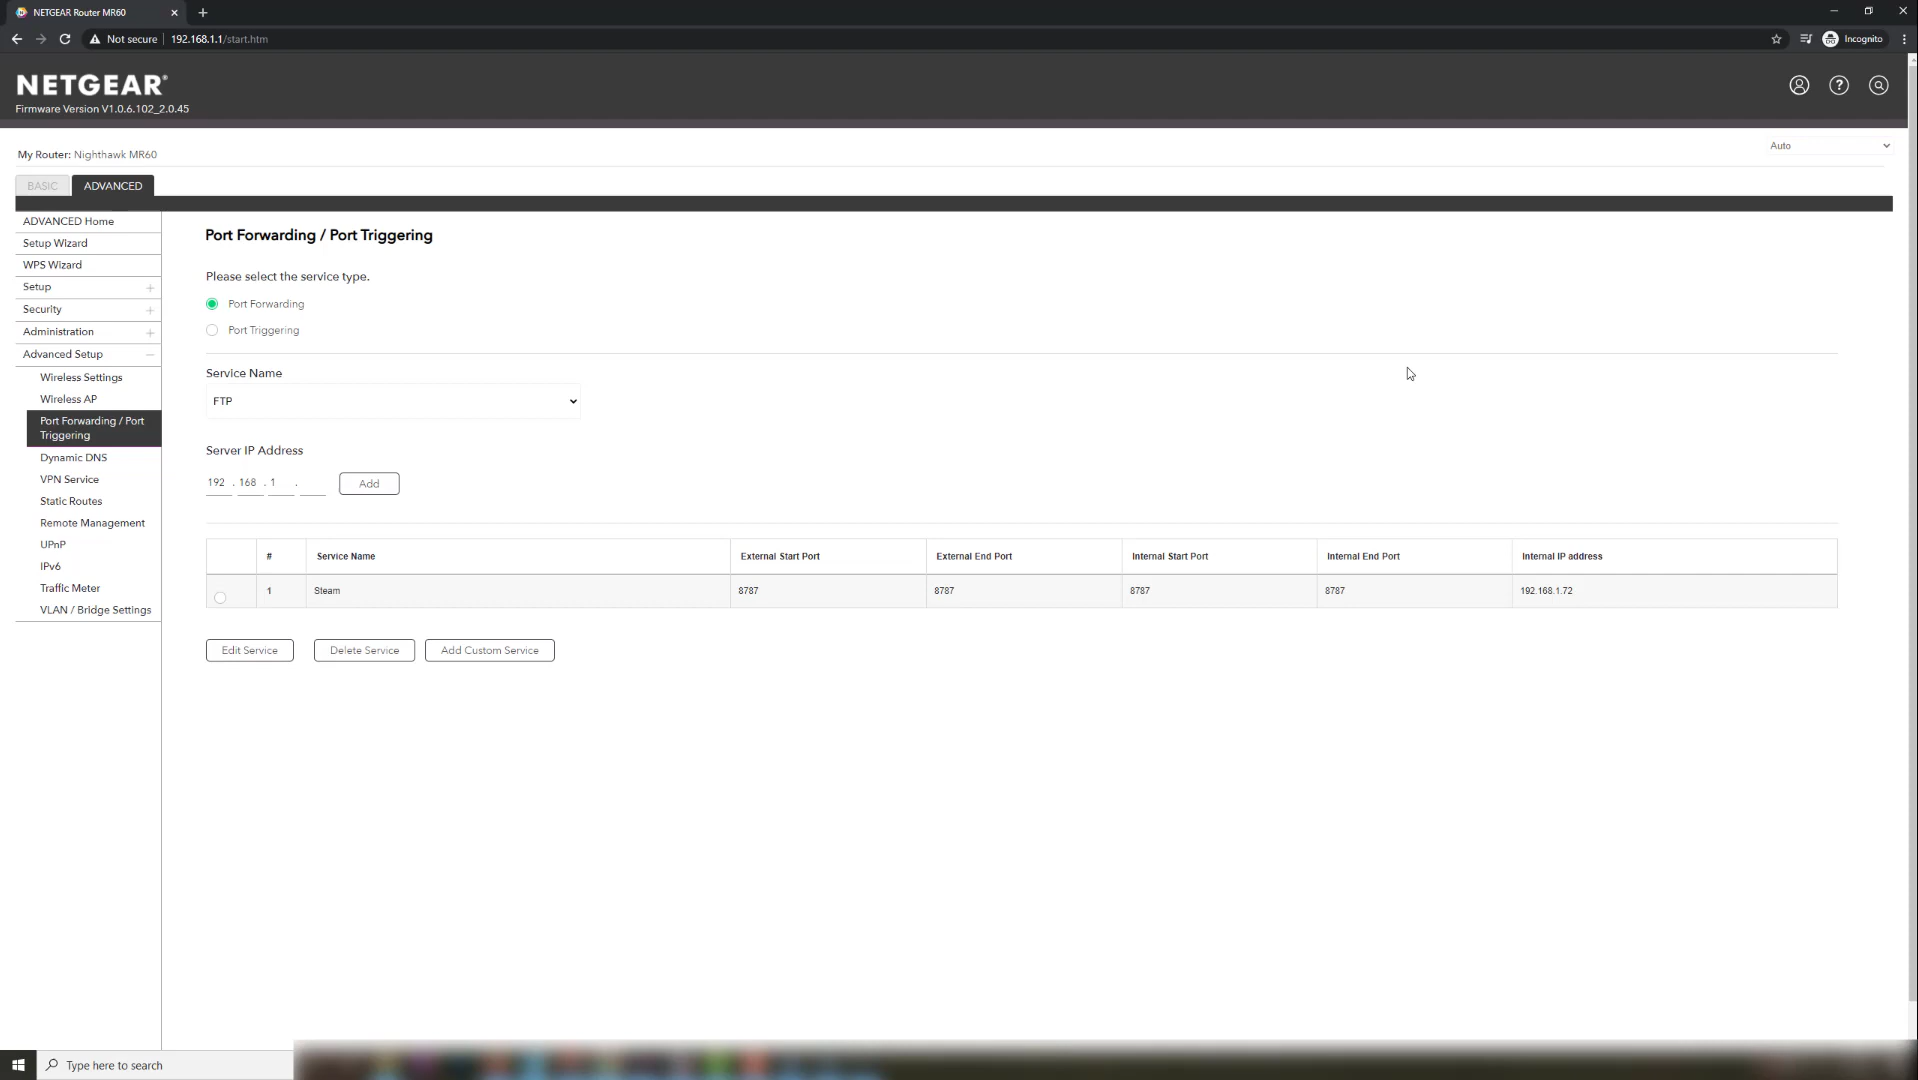 NETGEAR Router MR60
Not secure | 192.168.1.1/start.htm
Incognito
NETGEAR®
Firmware Version V1.0.6.102_2.0.45
My Router: Nighthawk MR60
Auto
BASIC ADVANCED
ADVANCED Home
Setup Wizard
WPS Wizard
Setup
Security
Administration
Advanced Setup
Wireless Settings
Wireless AP
Port Forwarding / Port
Triggering
Dynamic DNS
VPN Service
Static Routes
Remote Management
UPnP
IPv6
Traffic Meter
VLAN / Bridge Settings
Port Forwarding / Port Triggering
Please select the service type.
Port Forwarding
Port Triggering
Service Name
FTP
Server IP Address
192 . 168 . 1 . Add
# Service Name External Start Port External End Port Internal Start Port Internal End Port Internal IP address
1 Steam 8787 8787 8787 8787 192.168.1.72
Edit Service Delete Service Add Custom Service
Type here to search